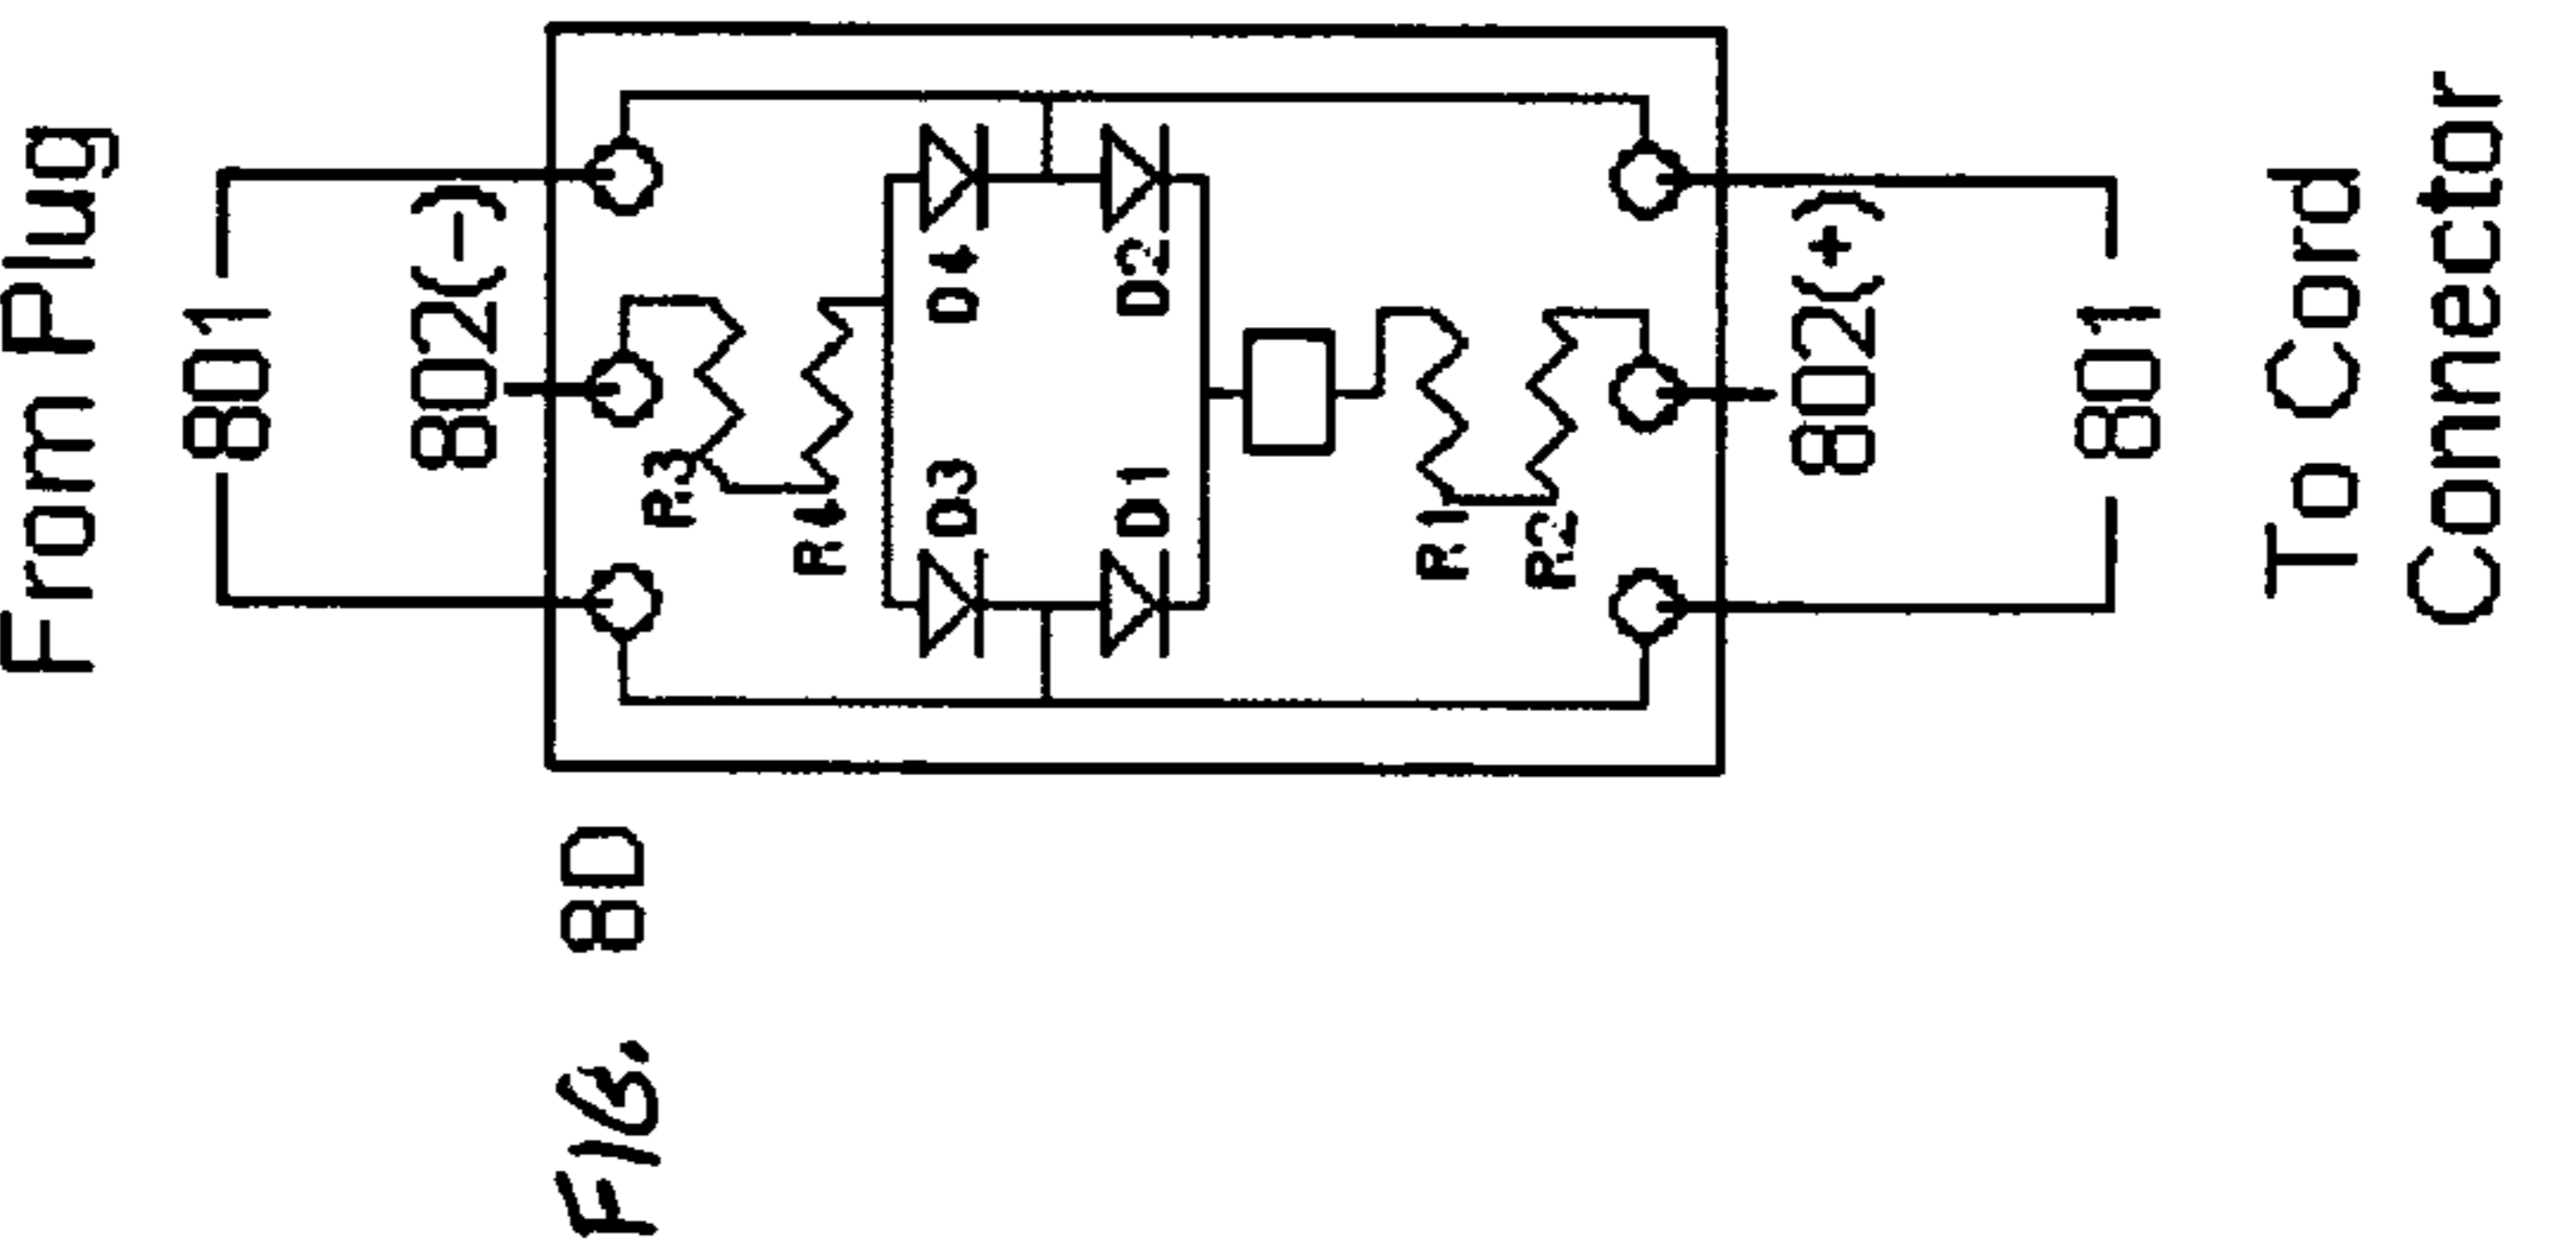 From Plug
801
802(-)
R3
R4
D4
D3
D2
D1
R1
R2
802(+)
801
To Cord
Connector
FIG. 8D